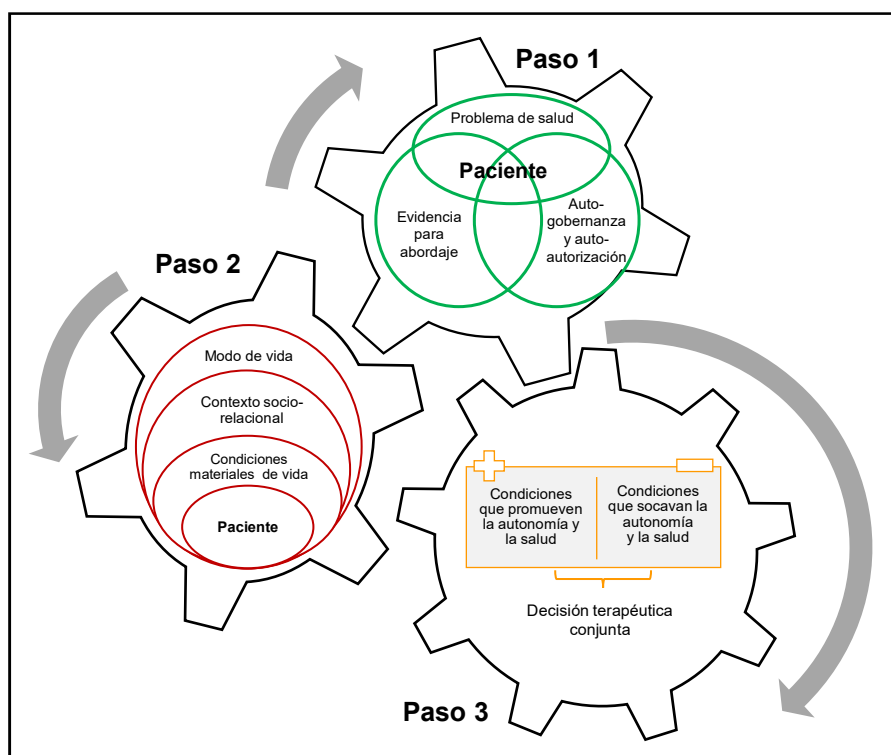 Paso 1
Problema de salud
Paciente
Evidencia
para
abordaje
Auto-
gobernanza
y auto-
autorización
Paso 2
Modo de vida
Contexto socio-
relacional
Condiciones
materiales de vida
Paciente
Condiciones
que promueven
la autonomía y
la salud
Condiciones
que socavan la
autonomía
y la salud
Decisión terapéutica
conjunta
Paso 3